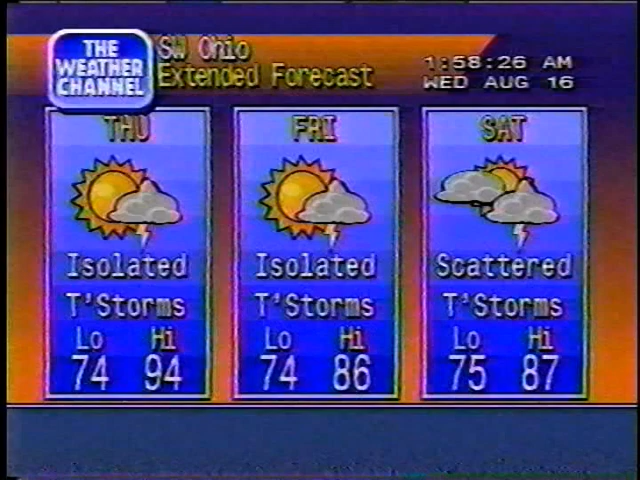 THE
WEATHER
CHANNEL
SW Ohio
Extended Forecast
1:58:26 AM
WED AUG 16
THU
Isolated
T'Storms
Lo Hi
74 94
FRI
Isolated
T'Storms
Lo Hi
74 86
SAT
Scattered
T'Storms
Lo Hi
75 87